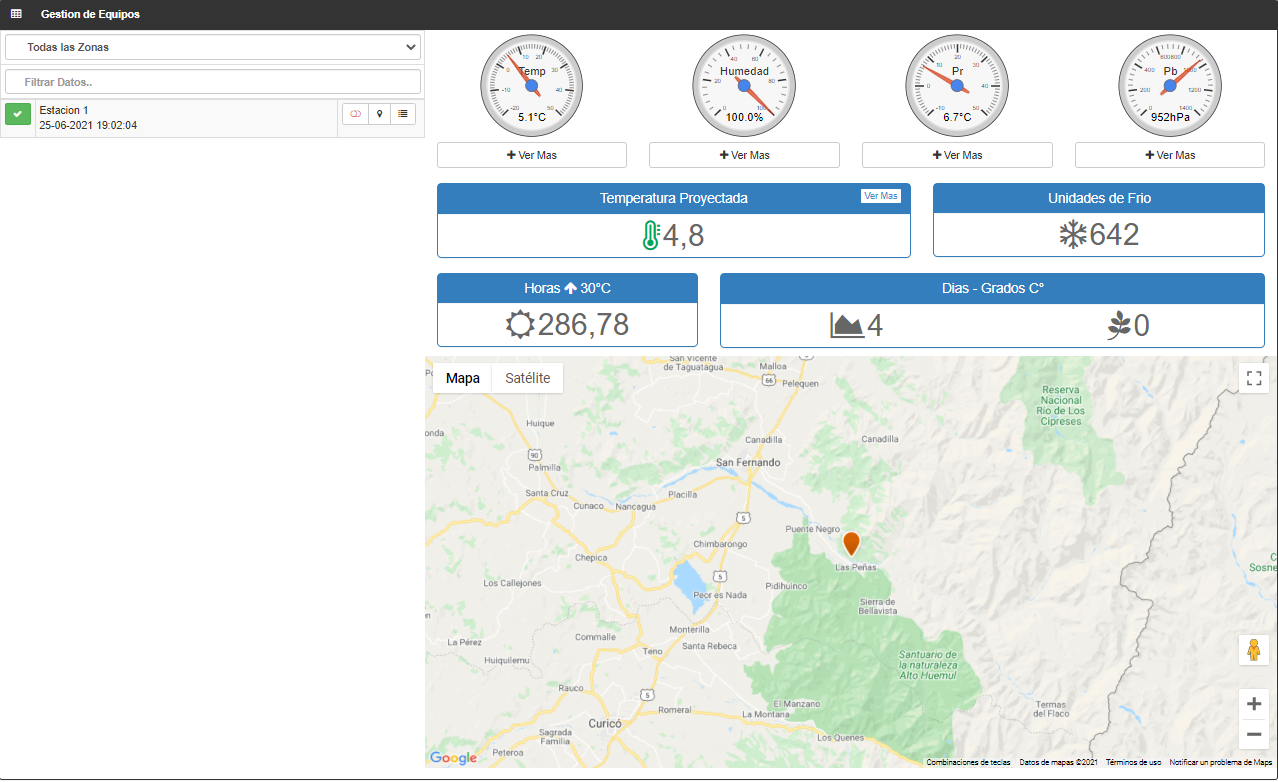 Gestion de Equipos
Todas las Zonas
Filtrar Datos..
Estacion 1
25-06-2021 19:02:04
Temp
-20 -10 0 10 20 30 40 50
5.1°C
Humedad
0 20 40 60 80 100
100.0%
Pr
-10 0 10 20 30 40 50
6.7°C
Pb
0 200 400 600 800 1200 1400
952hPa
Ver Mas
Ver Mas
Ver Mas
Ver Mas
Temperatura Proyectada
Ver Mas
4,8
Unidades de Frio
642
Horas 30°C
286,78
Dias - Grados C°
4
0
Mapa
Satélite
San Vicente
de Taguatagua
Malloa
66
Pelequen
Reserva
Nacional
Río de Los
Cipreses
Huique
onda
90
Palmilla
Canadilla
Canadilla
San Fernando
Santa Cruz
Placilla
Cunaco
Nancagua
5
Puente Negro
Chimbarongo
Chepica
Las Peñas
Los Callejones
5
Peor es Nada
Pidihuinco
Sierra de
Bellavista
C
Sosne
Monterilla
Commalle
La Pérez
Teno
Santa Rebeca
Huiquilemu
Santuario de
la naturaleza
Alto Huemul
Rauco
5
Romeral
El Manzano
La Montana
Termas
del Flaco
Curicó
Sagrada
Familia
Los Quenes
Peteroa
Google
Combinaciones de teclas
Datos de mapas ©2021
Términos de uso
Notificar un problema de Maps